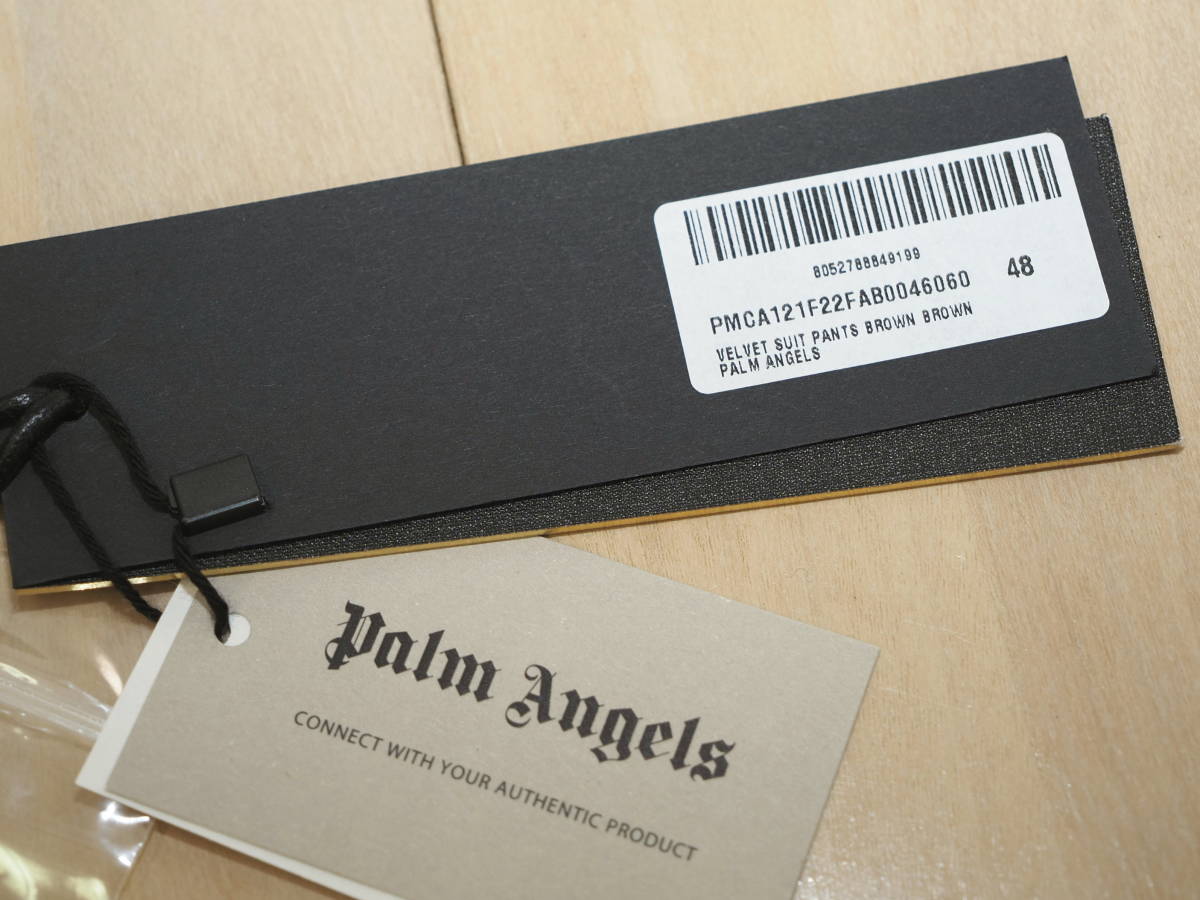 8052788849199
PMCA121F22FAB0046060 48
VELVET SUIT PANTS BROWN BROWN
PALM ANGELS
Palm Angels
CONNECT WITH YOUR AUTHENTIC PRODUCT